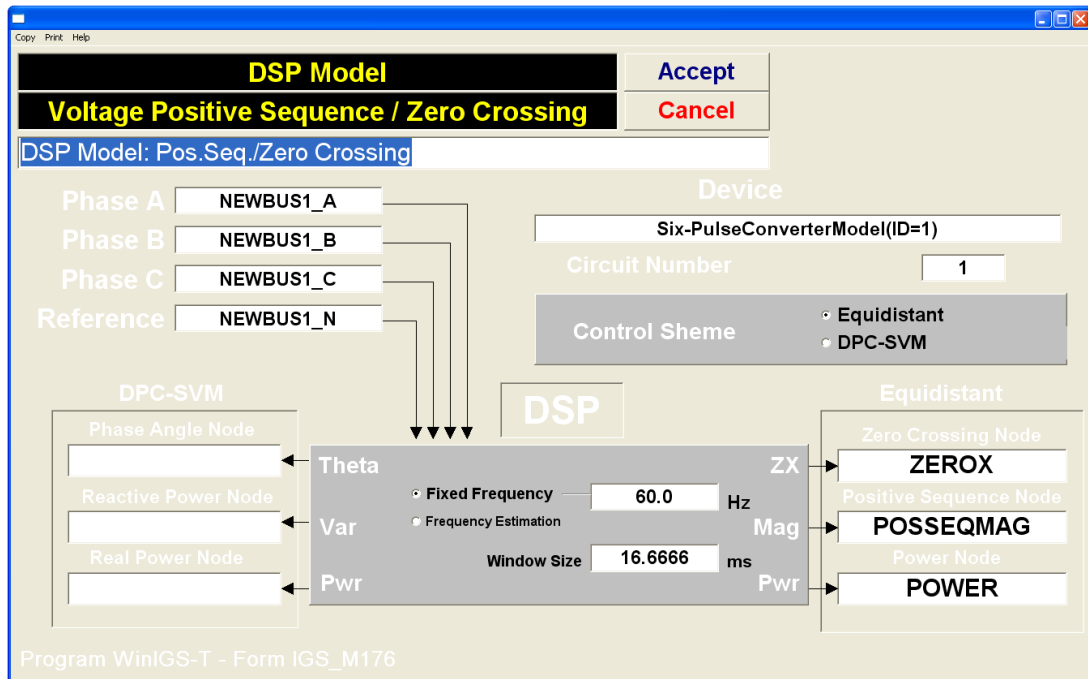 Copy Print Help
DSP Model
Accept
Voltage Positive Sequence / Zero Crossing
Cancel
DSP Model: Pos.Seq./Zero Crossing
Phase A NEWBUS1_A
Phase B NEWBUS1_B
Phase C NEWBUS1_C
Reference NEWBUS1_N
Device
Six-PulseConverterModel(ID=1)
Circuit Number 1
Control Sheme
Equidistant
DPC-SVM
DPC-SVM
Phase Angle Node
Reactive Power Node
Real Power Node
DSP
Theta
Var
Pwr
Fixed Frequency 60.0 Hz
Frequency Estimation
Window Size 16.6666 ms
ZX
Mag
Pwr
Equidistant
Zero Crossing Node
ZEROX
Positive Sequence Node
POSSEQMAG
Power Node
POWER
Program WinIGS-T - Form IGS_M176